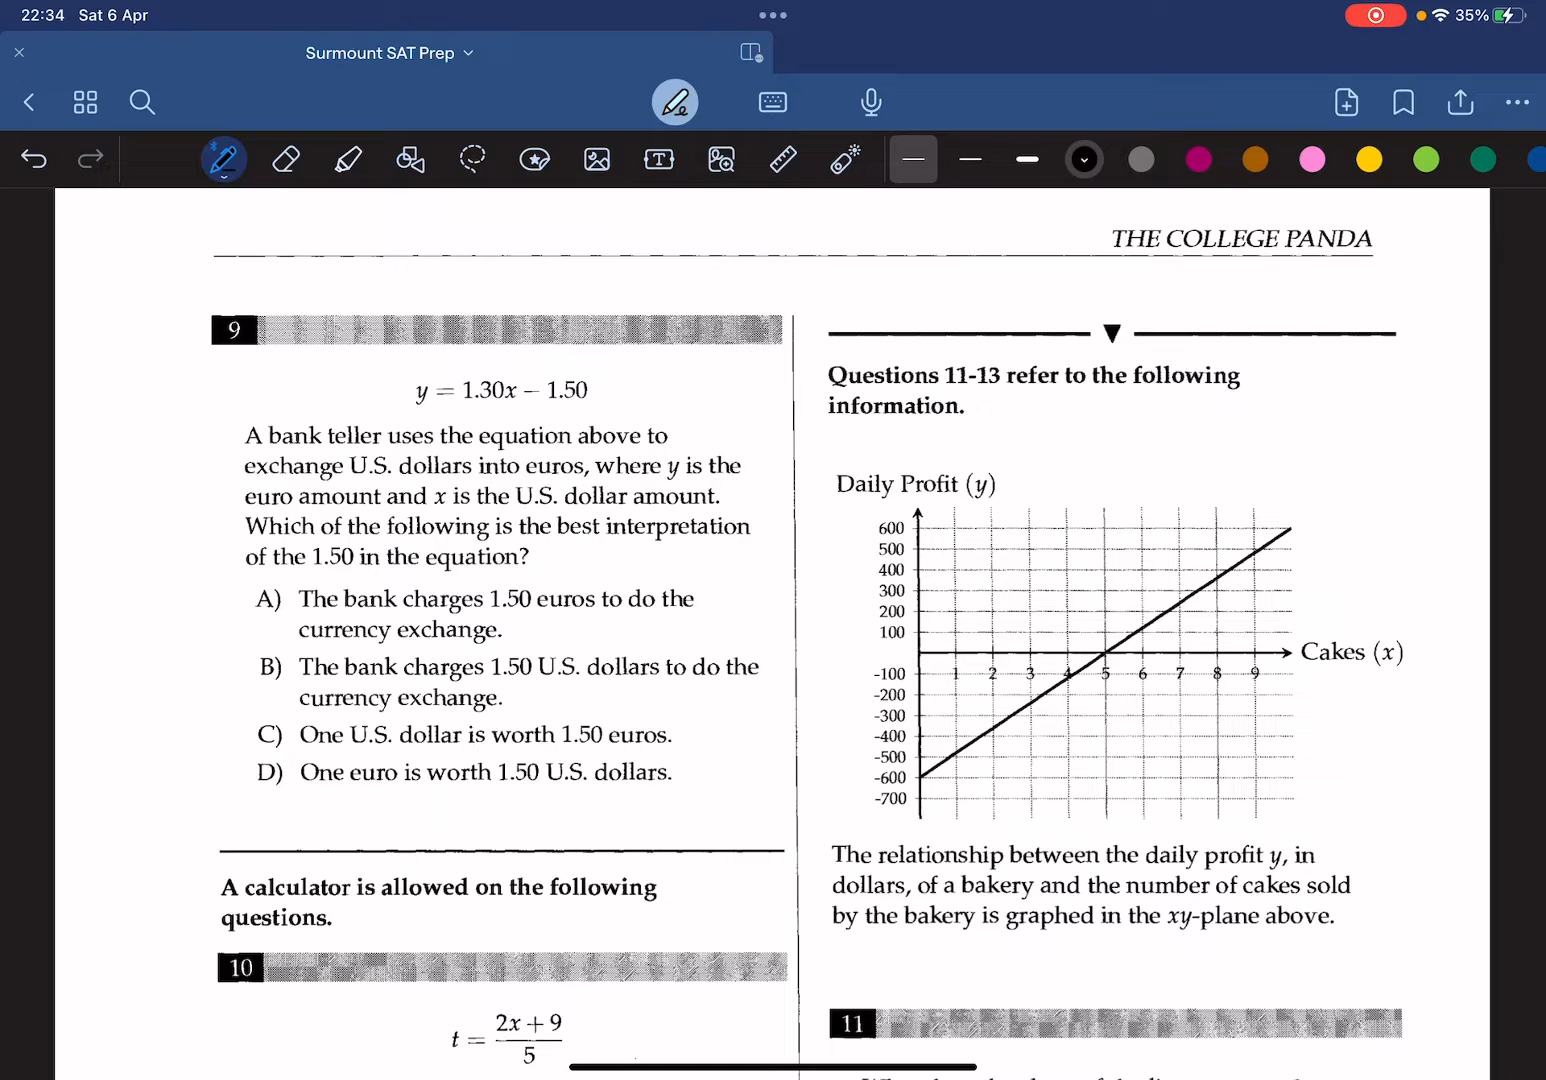 22:34 Sat 6 Apr
35%
Surmount SAT Prep
THE COLLEGE PANDA
9
y = 1.30x − 1.50
A bank teller uses the equation above to
exchange U.S. dollars into euros, where y is the
euro amount and x is the U.S. dollar amount.
Which of the following is the best interpretation
of the 1.50 in the equation?
A) The bank charges 1.50 euros to do the
currency exchange.
B) The bank charges 1.50 U.S. dollars to do the
currency exchange.
C) One U.S. dollar is worth 1.50 euros.
D) One euro is worth 1.50 U.S. dollars.
A calculator is allowed on the following
questions.
10
t = 2x + 9
5
Questions 11-13 refer to the following
information.
Daily Profit (y)
600
500
400
300
200
100
Cakes (x)
-100 1 2 3 4 5 6 7 8 9
-200
-300
-400
-500
-600
-700
The relationship between the daily profit y, in
dollars, of a bakery and the number of cakes sold
by the bakery is graphed in the xy-plane above.
11